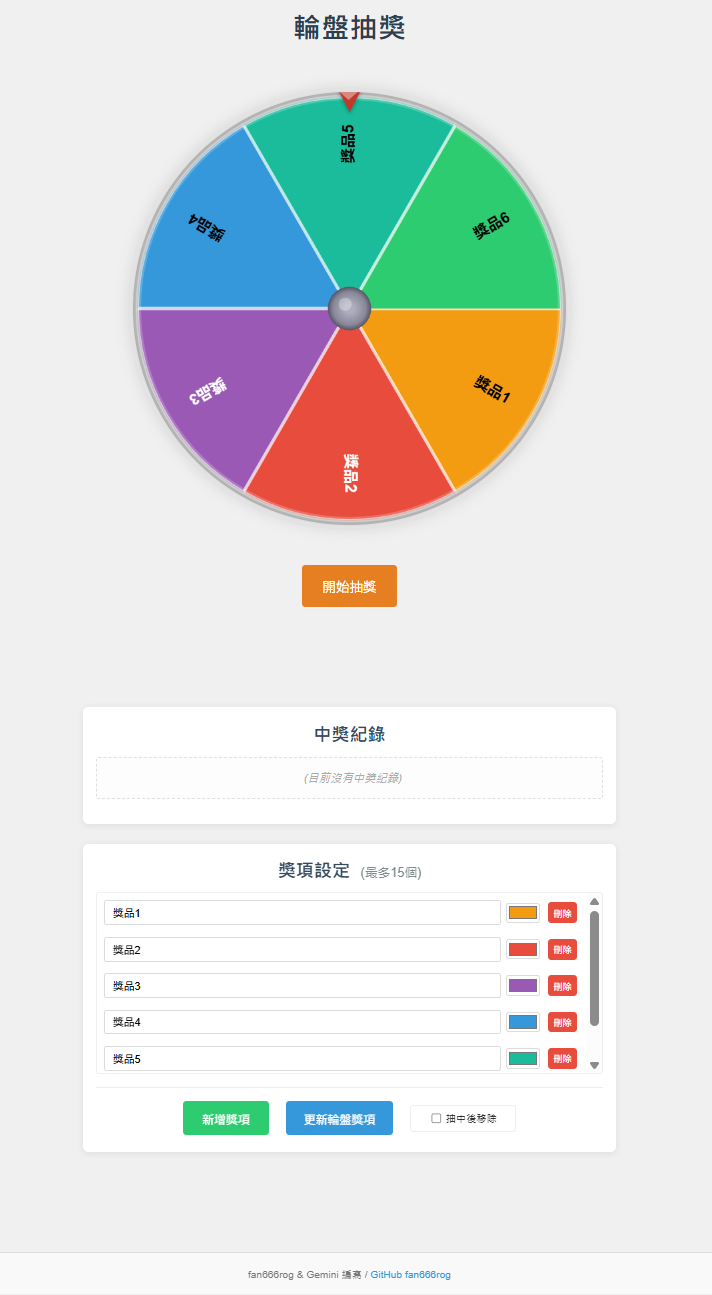 輪盤抽獎
獎品5
獎品4
獎品6
獎品3
獎品1
獎品2
開始抽獎
中獎紀錄
(目前沒有中獎紀錄)
獎項設定 (最多15個)
獎品1 刪除
獎品2 刪除
獎品3 刪除
獎品4 刪除
獎品5 刪除
新增獎項 更新輪盤獎項 抽中後移除
fan666rog & Gemini 編寫 / GitHub fan666rog